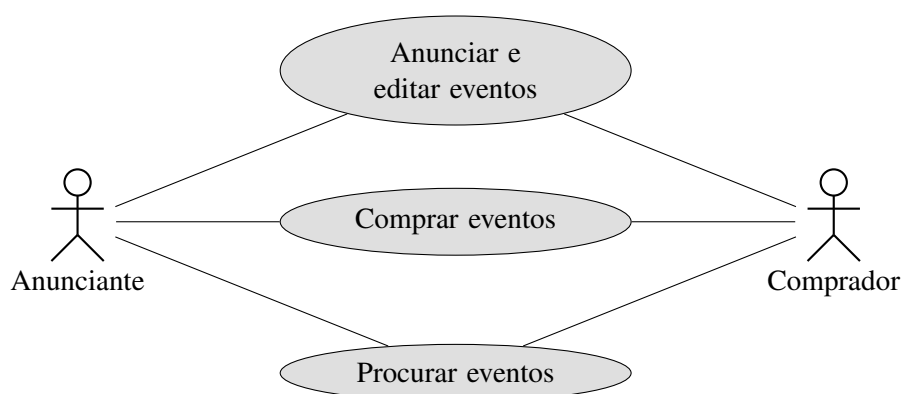 Anunciar e
editar eventos
Comprar eventos
Anunciante
Comprador
Procurar eventos